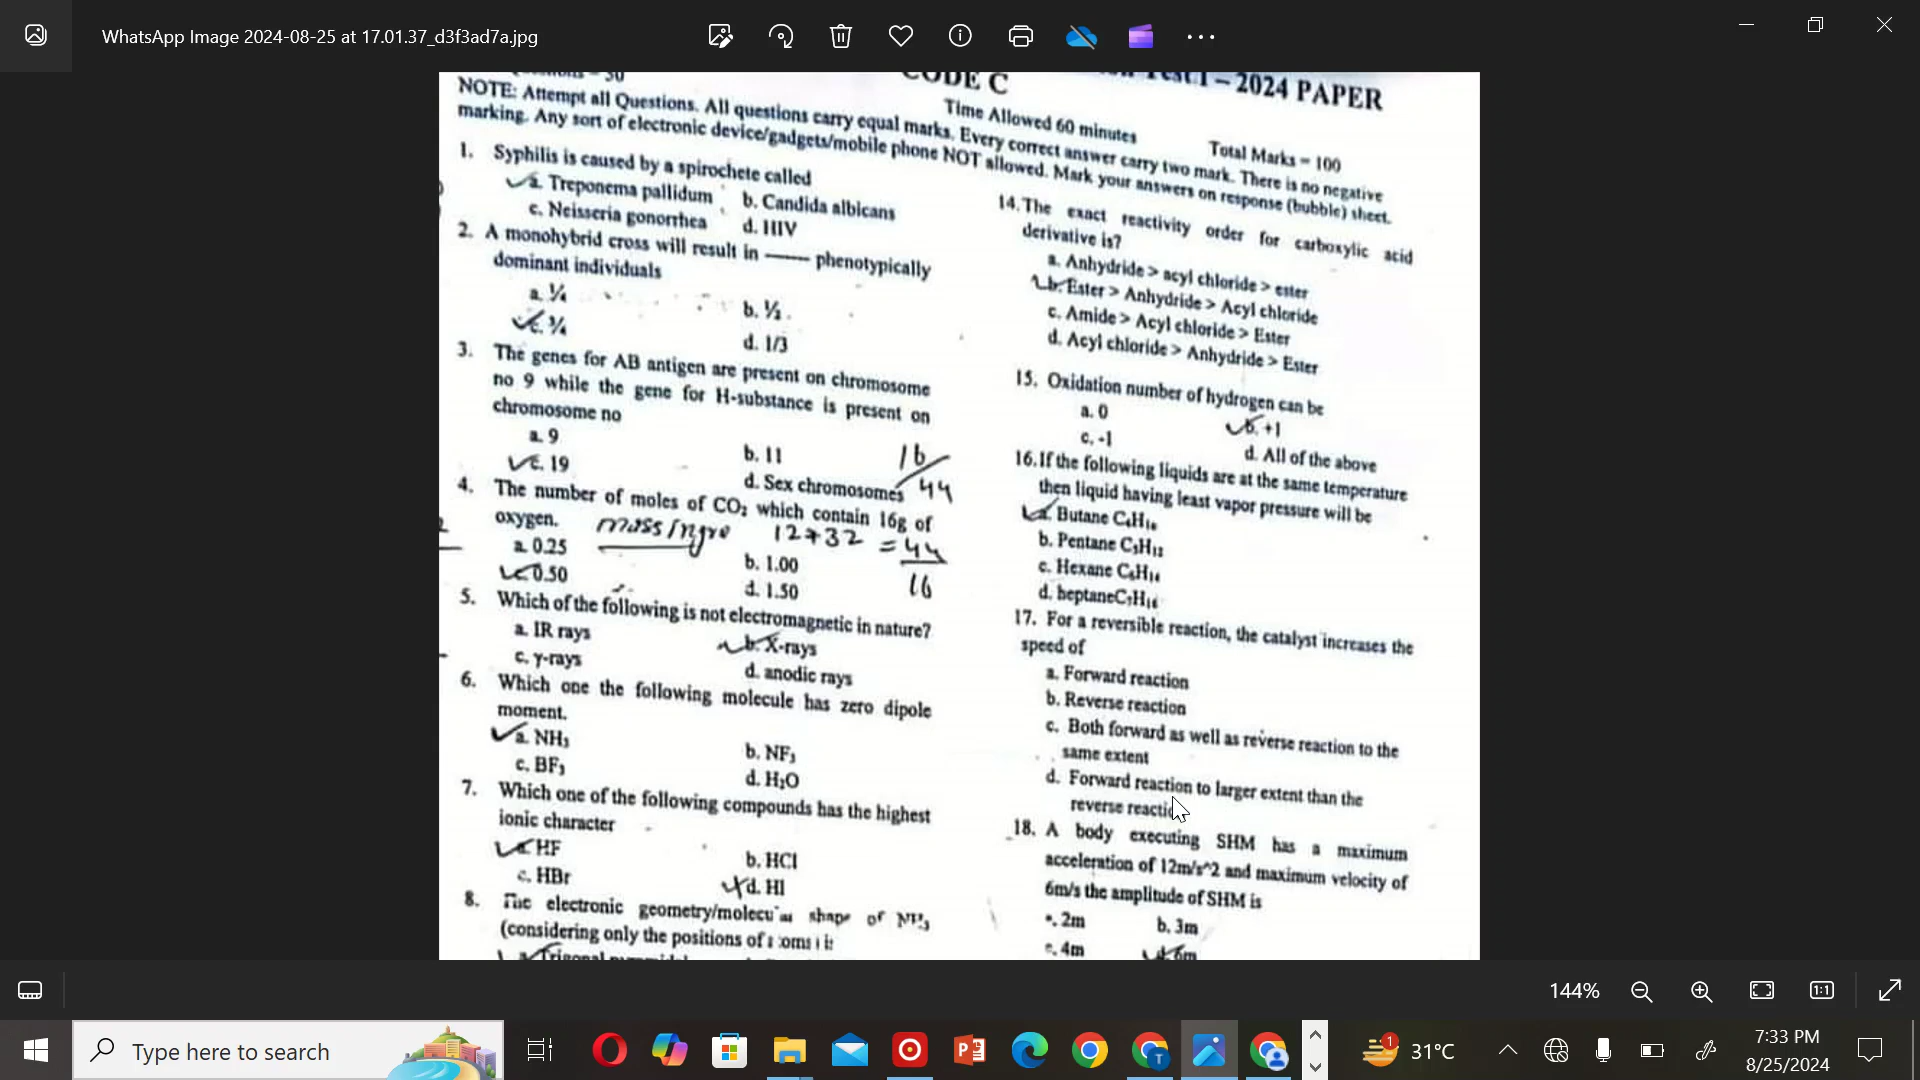 WhatsApp Image 2024-08-25 at 17.01.37_d3f3ad7a.jpg
CODE C
Test I – 2024 PAPER
Time Allowed 60 minutes
Total Marks = 100
NOTE: Attempt all Questions. All questions carry equal marks. Every correct answer carry two mark. There is no negative
marking. Any sort of electronic device/gadgets/mobile phone NOT allowed. Mark your answers on response (bubble) sheet.
1. Syphilis is caused by a spirochete called
a. Treponema pallidum b. Candida albicans
c. Neisseria gonorrhea d. HIV
2. A monohybrid cross will result in —— phenotypically
dominant individuals
a. ¼
b. ½
c. ¾
d. 1/3
3. The genes for AB antigen are present on chromosome
no 9 while the gene for H-substance is present on
chromosome no
a. 9
b. 11
c. 19
d. Sex chromosomes
16/44
4. The number of moles of CO₂ which contain 16g of
oxygen.
12+32 = 44
16
a. 0.25
b. 1.00
c. 0.50
d. 1.50
5. Which of the following is not electromagnetic in nature?
a. IR rays
b. X-rays
c. γ-rays
d. anodic rays
6. Which one the following molecule has zero dipole
moment.
a. NH₃
b. NF₃
c. BF₃
d. H₂O
7. Which one of the following compounds has the highest
ionic character
a. HF
b. HCl
c. HBr
d. HI
8. The electronic geometry/molecular shape of NH₃
(considering only the positions of atoms) is
14. The exact reactivity order for carboxylic acid
derivative is?
a. Anhydride > acyl chloride > ester
b. Ester > Anhydride > Acyl chloride
c. Amide > Acyl chloride > Ester
d. Acyl chloride > Anhydride > Ester
15. Oxidation number of hydrogen can be
a. 0
b. +1
c. -1
d. All of the above
16. If the following liquids are at the same temperature
then liquid having least vapor pressure will be
a. Butane C₄H₁₀
b. Pentane C₅H₁₂
c. Hexane C₆H₁₄
d. heptaneC₇H₁₆
17. For a reversible reaction, the catalyst increases the
speed of
a. Forward reaction
b. Reverse reaction
c. Both forward as well as reverse reaction to the
same extent
d. Forward reaction to larger extent than the
reverse reaction
18. A body executing SHM has a maximum
acceleration of 12m/s^2 and maximum velocity of
6m/s the amplitude of SHM is
a. 2m b. 3m
c. 4m d. 6m
144%
1:1
Type here to search
1
31°C
7:33 PM
8/25/2024